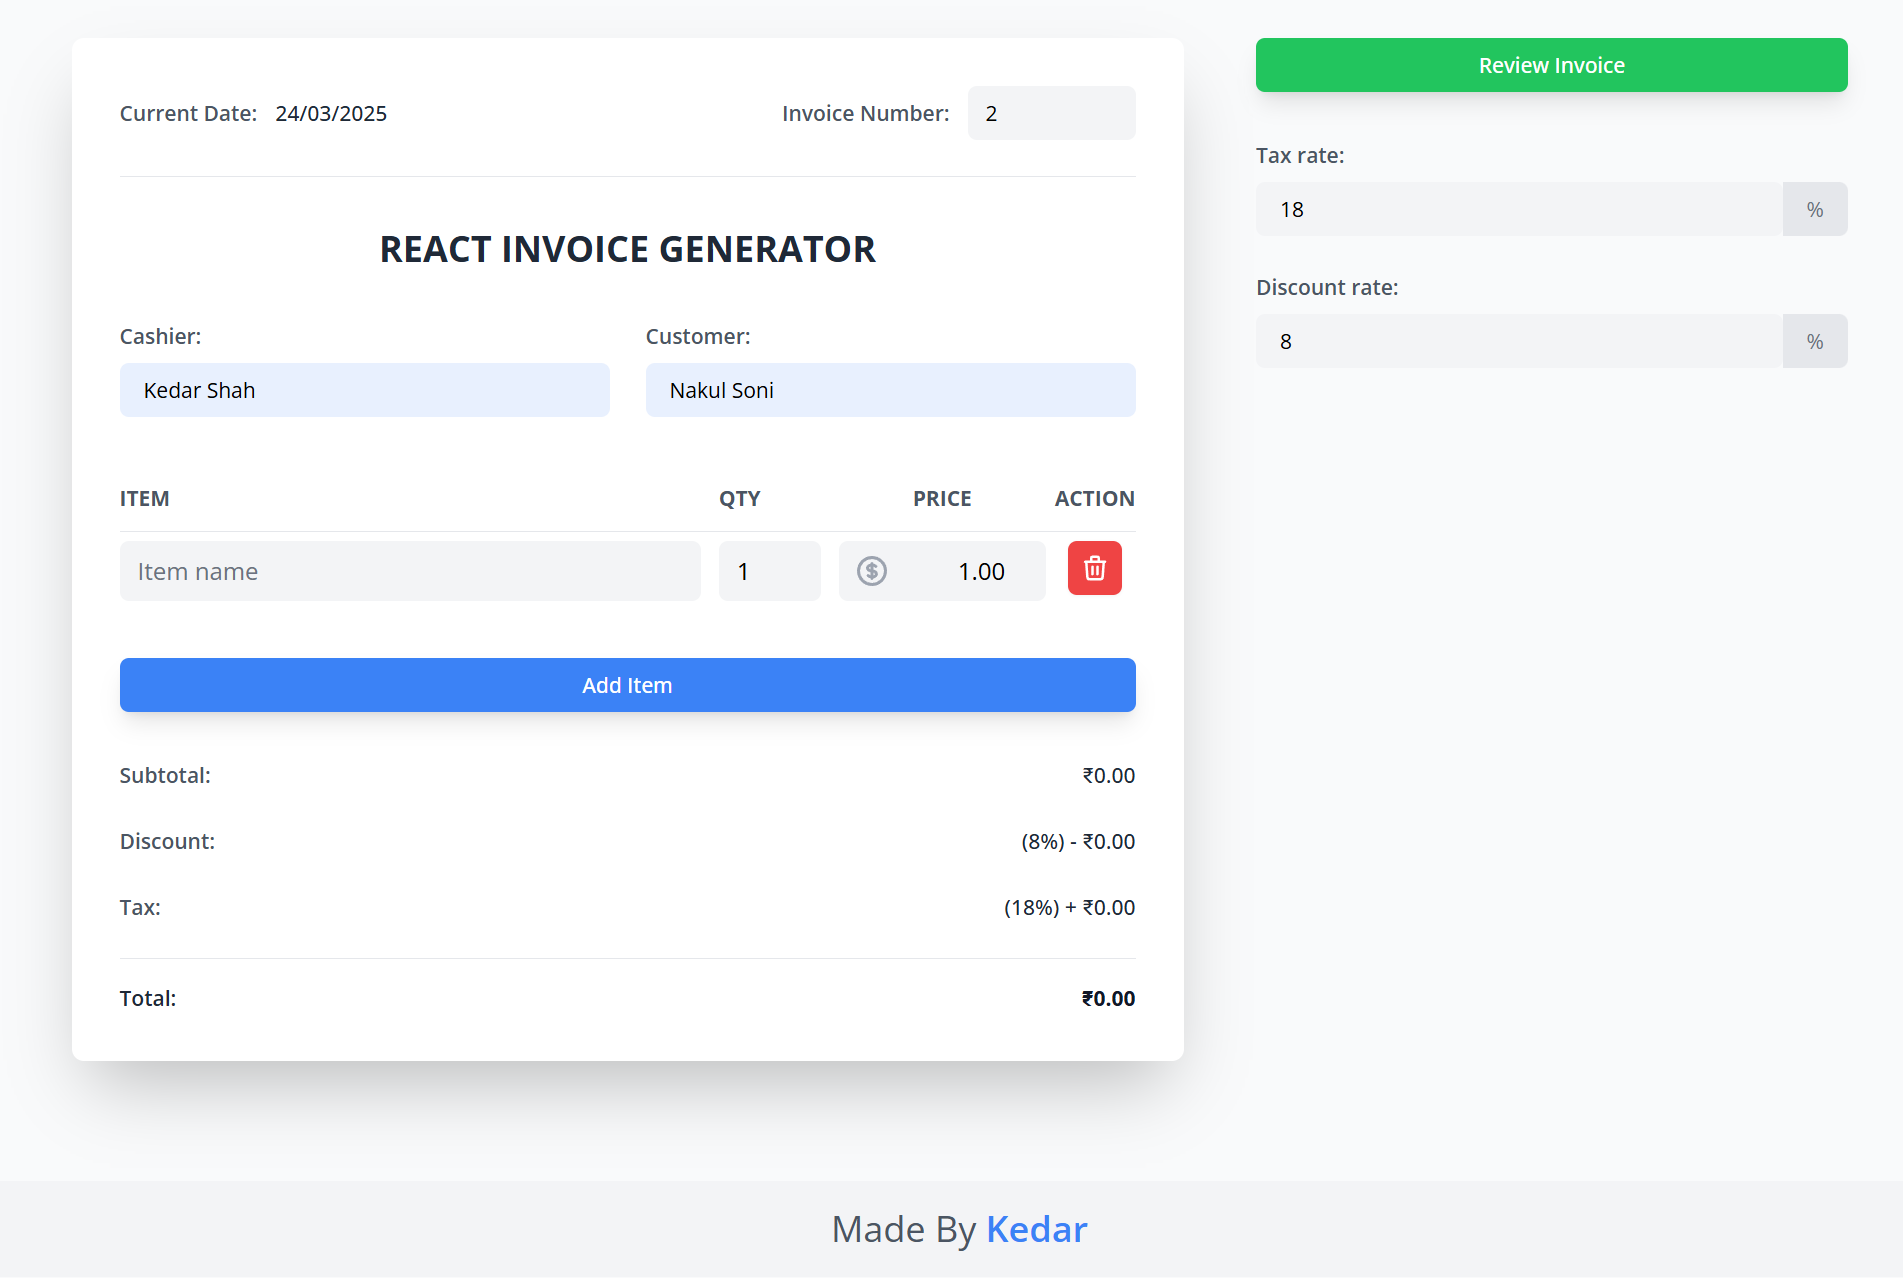 Current Date: 24/03/2025 Invoice Number: 2
REACT INVOICE GENERATOR
Cashier: Customer:
Kedar Shah Nakul Soni
ITEM QTY PRICE ACTION
Item name 1 $ 1.00
Add Item
Subtotal: ₹0.00
Discount: (8%) - ₹0.00
Tax: (18%) + ₹0.00
Total: ₹0.00
Review Invoice
Tax rate:
18 %
Discount rate:
8 %
Made By Kedar